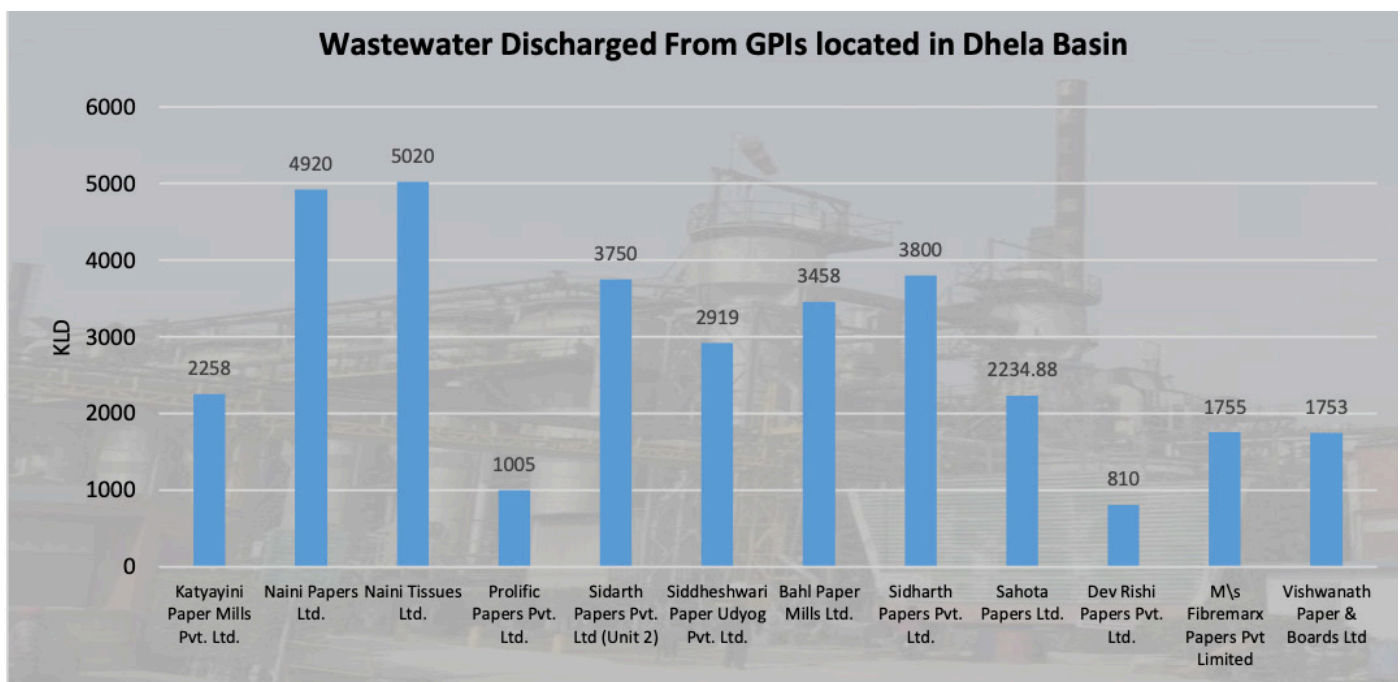 Wastewater Discharged From GPIs located in Dhela Basin
6000
5000
4000
3000
2000
1000
0
KLD
2258
4920
5020
1005
3750
2919
3458
3800
2234.88
810
1755
1753
Katyayini
Paper Mills
Pvt. Ltd.
Naini Papers
Ltd.
Naini Tissues
Ltd.
Prolific
Papers Pvt.
Ltd.
Sidarth
Papers Pvt.
Ltd (Unit 2)
Siddheshwari
Paper Udyog
Pvt. Ltd.
Bahl Paper
Mills Ltd.
Sidharth
Papers Pvt.
Ltd.
Sahota
Papers Ltd.
Dev Rishi
Papers Pvt.
Ltd.
M\s
Fibremarx
Papers Pvt
Limited
Vishwanath
Paper &
Boards Ltd